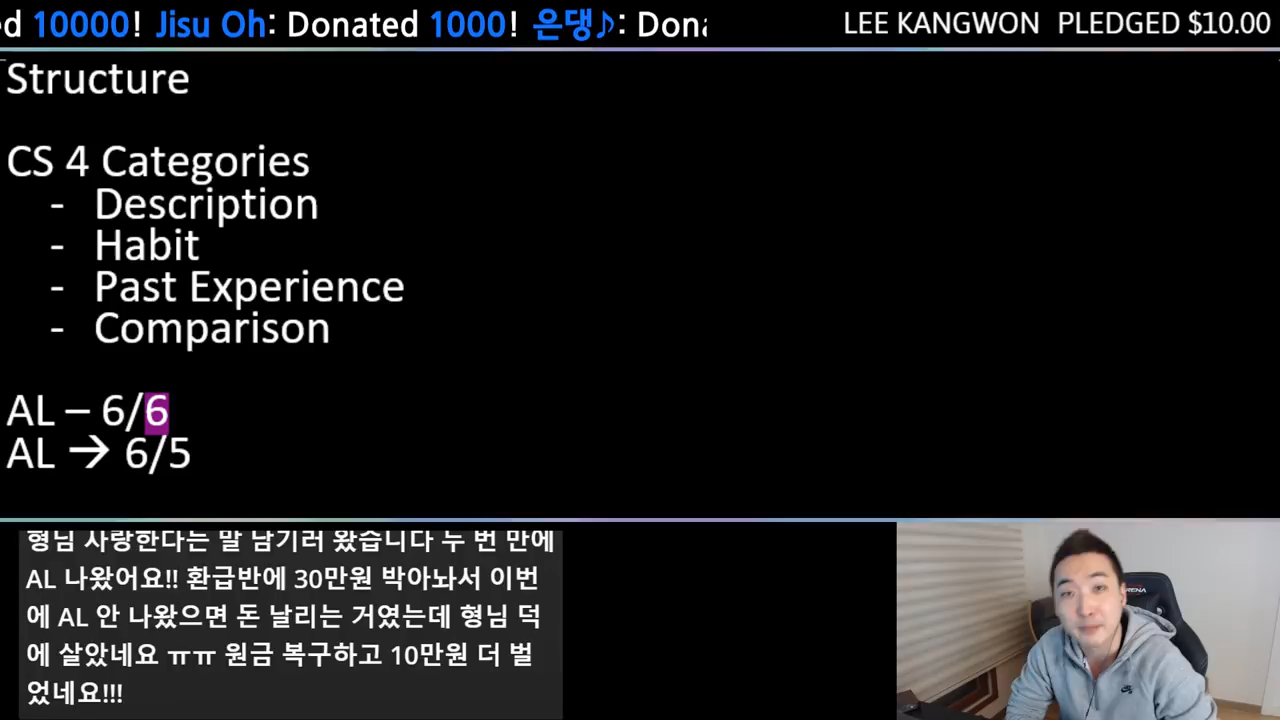 ed 10000! Jisu Oh: Donated 1000! 은댕♪: Dona
LEE KANGWON PLEDGED $10.00
Structure
CS 4 Categories
- Description
- Habit
- Past Experience
- Comparison
AL – 6/6
AL → 6/5
형님 사랑한다는 말 남기러 왔습니다 두 번 만에
AL 나왔어요!! 환급반에 30만원 박아놔서 이번
에 AL 안 나왔으면 돈 날리는 거였는데 형님 덕
에 살았네요 ㅠㅠ 원금 복구하고 10만원 더 벌
었네요!!!